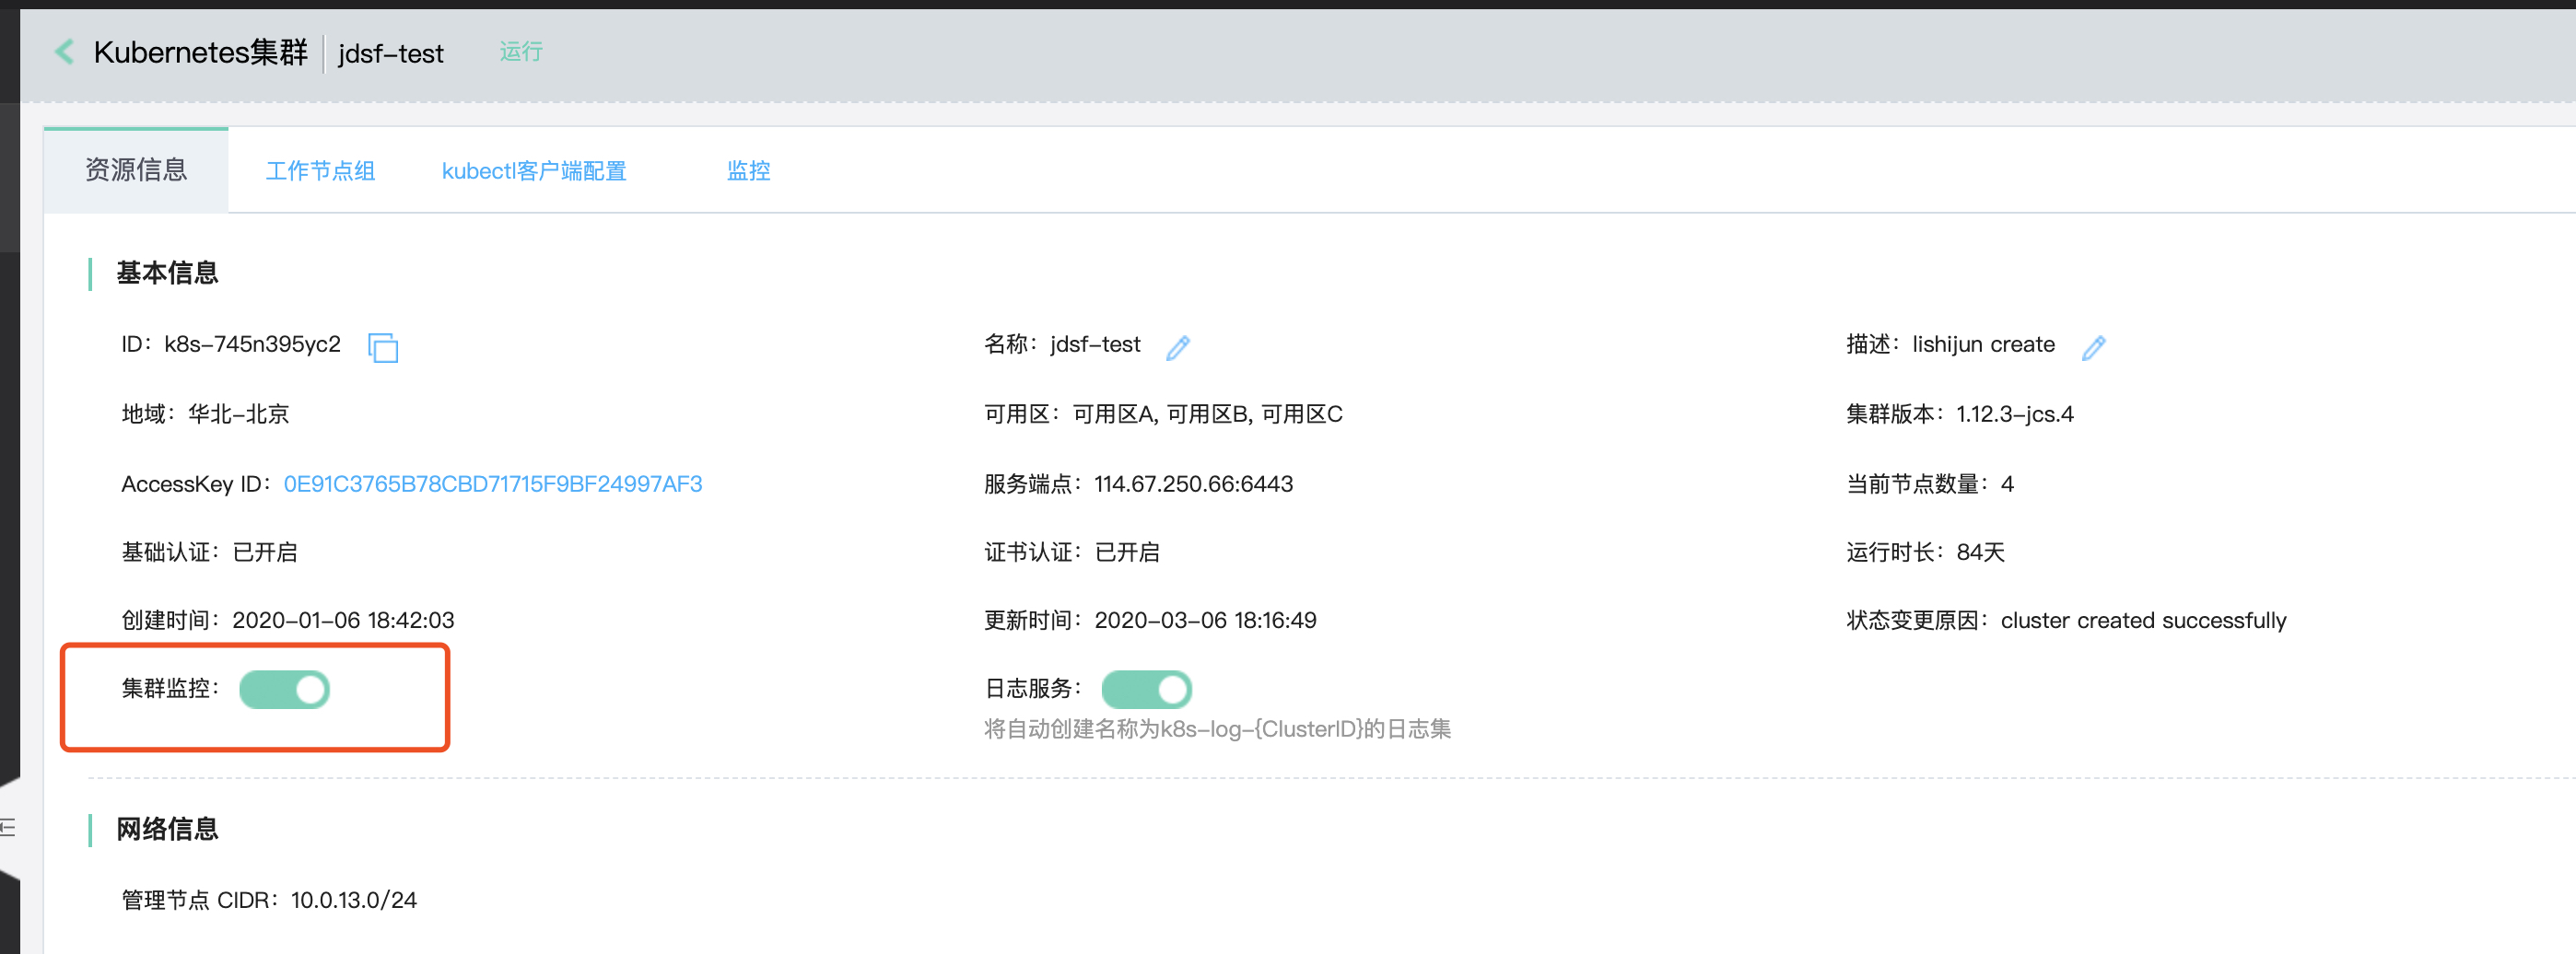 Kubernetes集群 jdsf-test 运行
资源信息 工作节点组 kubectl客户端配置 监控
基本信息
ID：k8s-745n395yc2 名称：jdsf-test 描述：lishijun create
地域：华北-北京 可用区：可用区A, 可用区B, 可用区C 集群版本：1.12.3-jcs.4
AccessKey ID：0E91C3765B78CBD71715F9BF24997AF3 服务端点：114.67.250.66:6443 当前节点数量：4
基础认证：已开启 证书认证：已开启 运行时长：84天
创建时间：2020-01-06 18:42:03 更新时间：2020-03-06 18:16:49 状态变更原因：cluster created successfully
集群监控： 日志服务：
将自动创建名称为k8s-log-{ClusterID}的日志集
网络信息
管理节点 CIDR：10.0.13.0/24